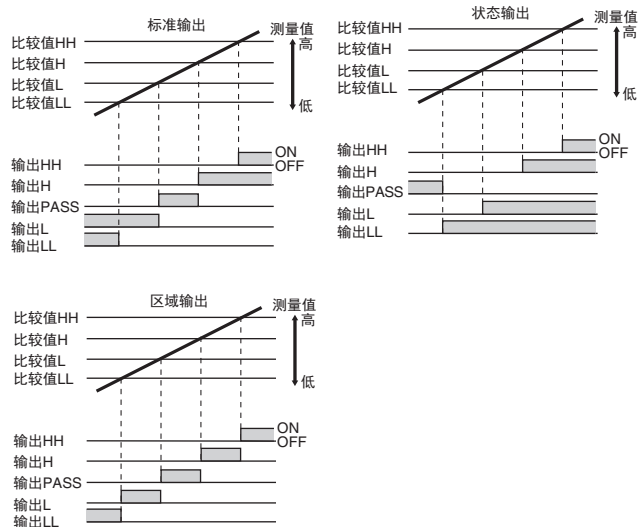 标准输出
测量值
比较值HH
高
比较值H
比较值L
比较值LL
低
ON
输出HH
OFF
输出H
输出PASS
输出L
输出LL
状态输出
测量值
比较值HH
高
比较值H
比较值L
比较值LL
低
ON
输出HH
OFF
输出H
输出PASS
输出L
输出LL
区域输出
测量值
比较值HH
高
比较值H
比较值L
比较值LL
低
ON
输出HH
OFF
输出H
输出PASS
输出L
输出LL